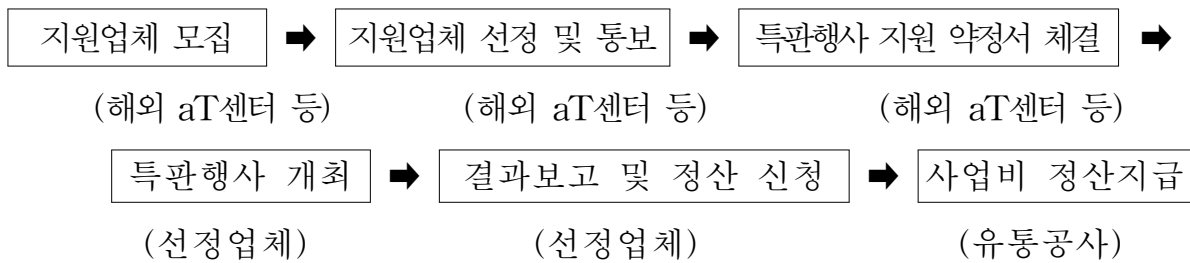 지원업체 모집 ➡ 지원업체 선정 및 통보 ➡ 특판행사 지원 약정서 체결 ➡
(해외 aT센터 등) (해외 aT센터 등) (해외 aT센터 등)
특판행사 개최 ➡ 결과보고 및 정산 신청 ➡ 사업비 정산지급
(선정업체) (선정업체) (유통공사)